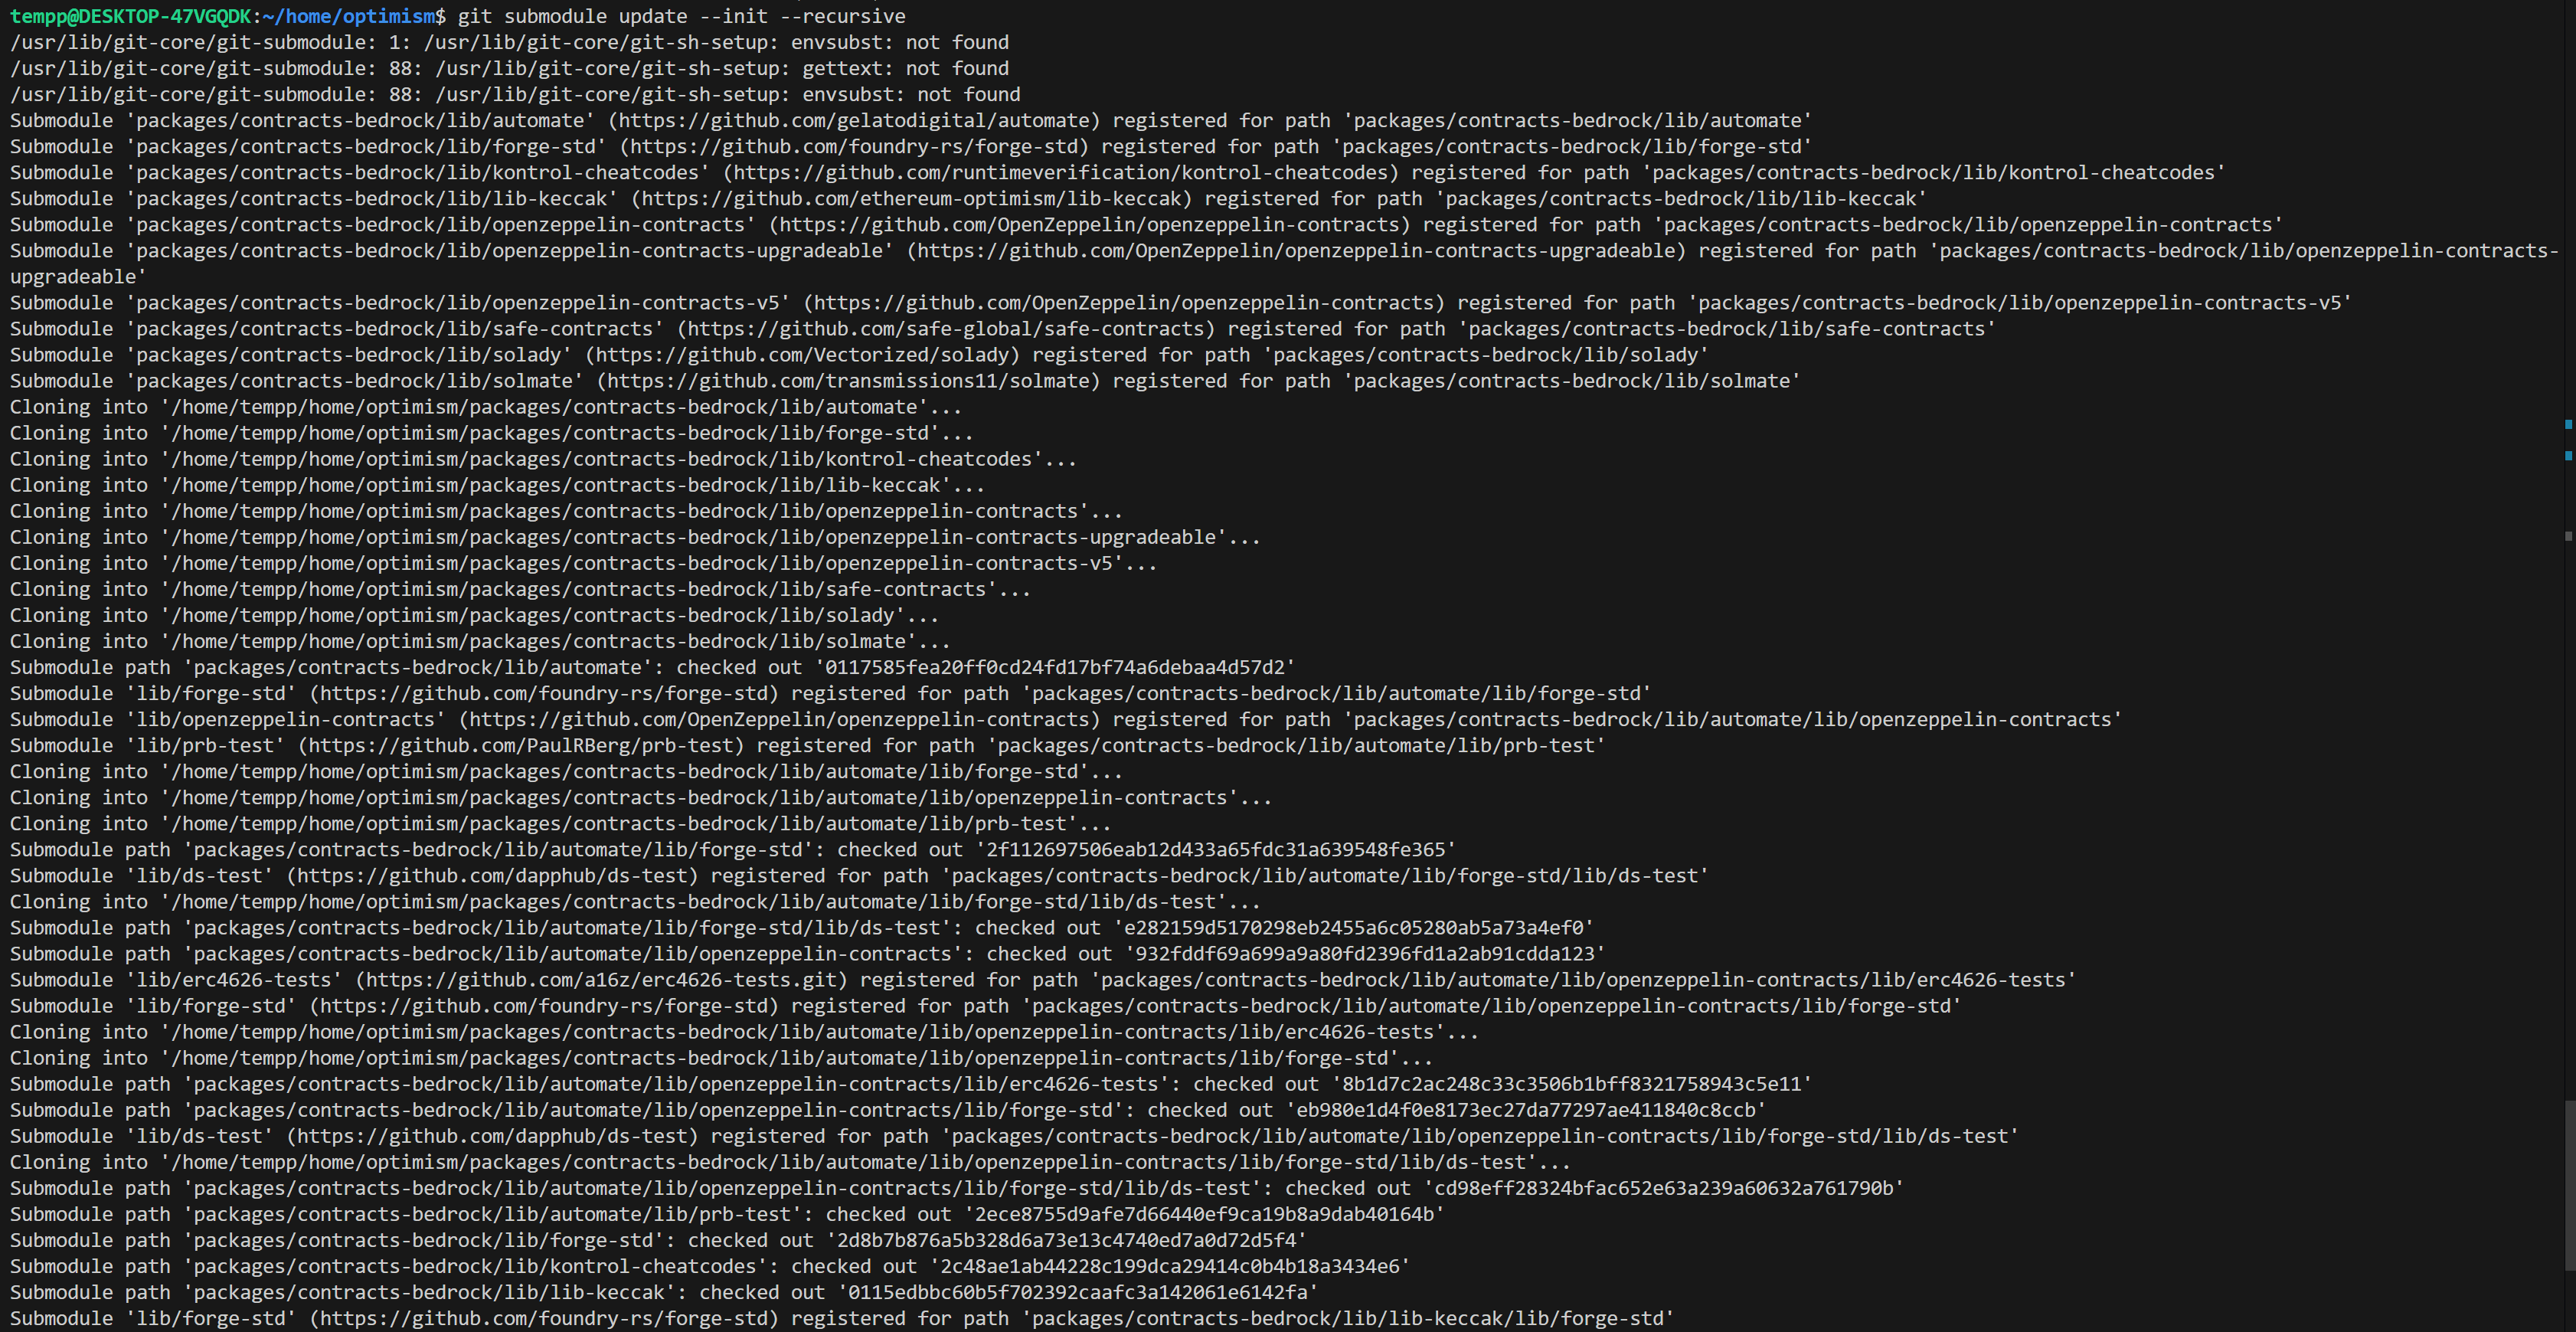 tempp@DESKTOP-47VGQDK:~/home/optimism$ git submodule update --init --recursive
/usr/lib/git-core/git-submodule: 1: /usr/lib/git-core/git-sh-setup: envsubst: not found
/usr/lib/git-core/git-submodule: 88: /usr/lib/git-core/git-sh-setup: gettext: not found
/usr/lib/git-core/git-submodule: 88: /usr/lib/git-core/git-sh-setup: envsubst: not found
Submodule 'packages/contracts-bedrock/lib/automate' (https://github.com/gelatodigital/automate) registered for path 'packages/contracts-bedrock/lib/automate'
Submodule 'packages/contracts-bedrock/lib/forge-std' (https://github.com/foundry-rs/forge-std) registered for path 'packages/contracts-bedrock/lib/forge-std'
Submodule 'packages/contracts-bedrock/lib/kontrol-cheatcodes' (https://github.com/runtimeverification/kontrol-cheatcodes) registered for path 'packages/contracts-bedrock/lib/kontrol-cheatcodes'
Submodule 'packages/contracts-bedrock/lib/lib-keccak' (https://github.com/ethereum-optimism/lib-keccak) registered for path 'packages/contracts-bedrock/lib/lib-keccak'
Submodule 'packages/contracts-bedrock/lib/openzeppelin-contracts' (https://github.com/OpenZeppelin/openzeppelin-contracts) registered for path 'packages/contracts-bedrock/lib/openzeppelin-contracts'
Submodule 'packages/contracts-bedrock/lib/openzeppelin-contracts-upgradeable' (https://github.com/OpenZeppelin/openzeppelin-contracts-upgradeable) registered for path 'packages/contracts-bedrock/lib/openzeppelin-contracts-
upgradeable'
Submodule 'packages/contracts-bedrock/lib/openzeppelin-contracts-v5' (https://github.com/OpenZeppelin/openzeppelin-contracts) registered for path 'packages/contracts-bedrock/lib/openzeppelin-contracts-v5'
Submodule 'packages/contracts-bedrock/lib/safe-contracts' (https://github.com/safe-global/safe-contracts) registered for path 'packages/contracts-bedrock/lib/safe-contracts'
Submodule 'packages/contracts-bedrock/lib/solady' (https://github.com/Vectorized/solady) registered for path 'packages/contracts-bedrock/lib/solady'
Submodule 'packages/contracts-bedrock/lib/solmate' (https://github.com/transmissions11/solmate) registered for path 'packages/contracts-bedrock/lib/solmate'
Cloning into '/home/tempp/home/optimism/packages/contracts-bedrock/lib/automate'...
Cloning into '/home/tempp/home/optimism/packages/contracts-bedrock/lib/forge-std'...
Cloning into '/home/tempp/home/optimism/packages/contracts-bedrock/lib/kontrol-cheatcodes'...
Cloning into '/home/tempp/home/optimism/packages/contracts-bedrock/lib/lib-keccak'...
Cloning into '/home/tempp/home/optimism/packages/contracts-bedrock/lib/openzeppelin-contracts'...
Cloning into '/home/tempp/home/optimism/packages/contracts-bedrock/lib/openzeppelin-contracts-upgradeable'...
Cloning into '/home/tempp/home/optimism/packages/contracts-bedrock/lib/openzeppelin-contracts-v5'...
Cloning into '/home/tempp/home/optimism/packages/contracts-bedrock/lib/safe-contracts'...
Cloning into '/home/tempp/home/optimism/packages/contracts-bedrock/lib/solady'...
Cloning into '/home/tempp/home/optimism/packages/contracts-bedrock/lib/solmate'...
Submodule path 'packages/contracts-bedrock/lib/automate': checked out '0117585fea20ff0cd24fd17bf74a6debaa4d57d2'
Submodule 'lib/forge-std' (https://github.com/foundry-rs/forge-std) registered for path 'packages/contracts-bedrock/lib/automate/lib/forge-std'
Submodule 'lib/openzeppelin-contracts' (https://github.com/OpenZeppelin/openzeppelin-contracts) registered for path 'packages/contracts-bedrock/lib/automate/lib/openzeppelin-contracts'
Submodule 'lib/prb-test' (https://github.com/PaulRBerg/prb-test) registered for path 'packages/contracts-bedrock/lib/automate/lib/prb-test'
Cloning into '/home/tempp/home/optimism/packages/contracts-bedrock/lib/automate/lib/forge-std'...
Cloning into '/home/tempp/home/optimism/packages/contracts-bedrock/lib/automate/lib/openzeppelin-contracts'...
Cloning into '/home/tempp/home/optimism/packages/contracts-bedrock/lib/automate/lib/prb-test'...
Submodule path 'packages/contracts-bedrock/lib/automate/lib/forge-std': checked out '2f112697506eab12d433a65fdc31a639548fe365'
Submodule 'lib/ds-test' (https://github.com/dapphub/ds-test) registered for path 'packages/contracts-bedrock/lib/automate/lib/forge-std/lib/ds-test'
Cloning into '/home/tempp/home/optimism/packages/contracts-bedrock/lib/automate/lib/forge-std/lib/ds-test'...
Submodule path 'packages/contracts-bedrock/lib/automate/lib/forge-std/lib/ds-test': checked out 'e282159d5170298eb2455a6c05280ab5a73a4ef0'
Submodule path 'packages/contracts-bedrock/lib/automate/lib/openzeppelin-contracts': checked out '932fddf69a699a9a80fd2396fd1a2ab91cdda123'
Submodule 'lib/erc4626-tests' (https://github.com/a16z/erc4626-tests.git) registered for path 'packages/contracts-bedrock/lib/automate/lib/openzeppelin-contracts/lib/erc4626-tests'
Submodule 'lib/forge-std' (https://github.com/foundry-rs/forge-std) registered for path 'packages/contracts-bedrock/lib/automate/lib/openzeppelin-contracts/lib/forge-std'
Cloning into '/home/tempp/home/optimism/packages/contracts-bedrock/lib/automate/lib/openzeppelin-contracts/lib/erc4626-tests'...
Cloning into '/home/tempp/home/optimism/packages/contracts-bedrock/lib/automate/lib/openzeppelin-contracts/lib/forge-std'...
Submodule path 'packages/contracts-bedrock/lib/automate/lib/openzeppelin-contracts/lib/erc4626-tests': checked out '8b1d7c2ac248c33c3506b1bff8321758943c5e11'
Submodule path 'packages/contracts-bedrock/lib/automate/lib/openzeppelin-contracts/lib/forge-std': checked out 'eb980e1d4f0e8173ec27da77297ae411840c8ccb'
Submodule 'lib/ds-test' (https://github.com/dapphub/ds-test) registered for path 'packages/contracts-bedrock/lib/automate/lib/openzeppelin-contracts/lib/forge-std/lib/ds-test'
Cloning into '/home/tempp/home/optimism/packages/contracts-bedrock/lib/automate/lib/openzeppelin-contracts/lib/forge-std/lib/ds-test'...
Submodule path 'packages/contracts-bedrock/lib/automate/lib/openzeppelin-contracts/lib/forge-std/lib/ds-test': checked out 'cd98eff28324bfac652e63a239a60632a761790b'
Submodule path 'packages/contracts-bedrock/lib/automate/lib/prb-test': checked out '2ece8755d9afe7d66440ef9ca19b8a9dab40164b'
Submodule path 'packages/contracts-bedrock/lib/forge-std': checked out '2d8b7b876a5b328d6a73e13c4740ed7a0d72d5f4'
Submodule path 'packages/contracts-bedrock/lib/kontrol-cheatcodes': checked out '2c48ae1ab44228c199dca29414c0b4b18a3434e6'
Submodule path 'packages/contracts-bedrock/lib/lib-keccak': checked out '0115edbbc60b5f702392caafc3a142061e6142fa'
Submodule 'lib/forge-std' (https://github.com/foundry-rs/forge-std) registered for path 'packages/contracts-bedrock/lib/lib-keccak/lib/forge-std'